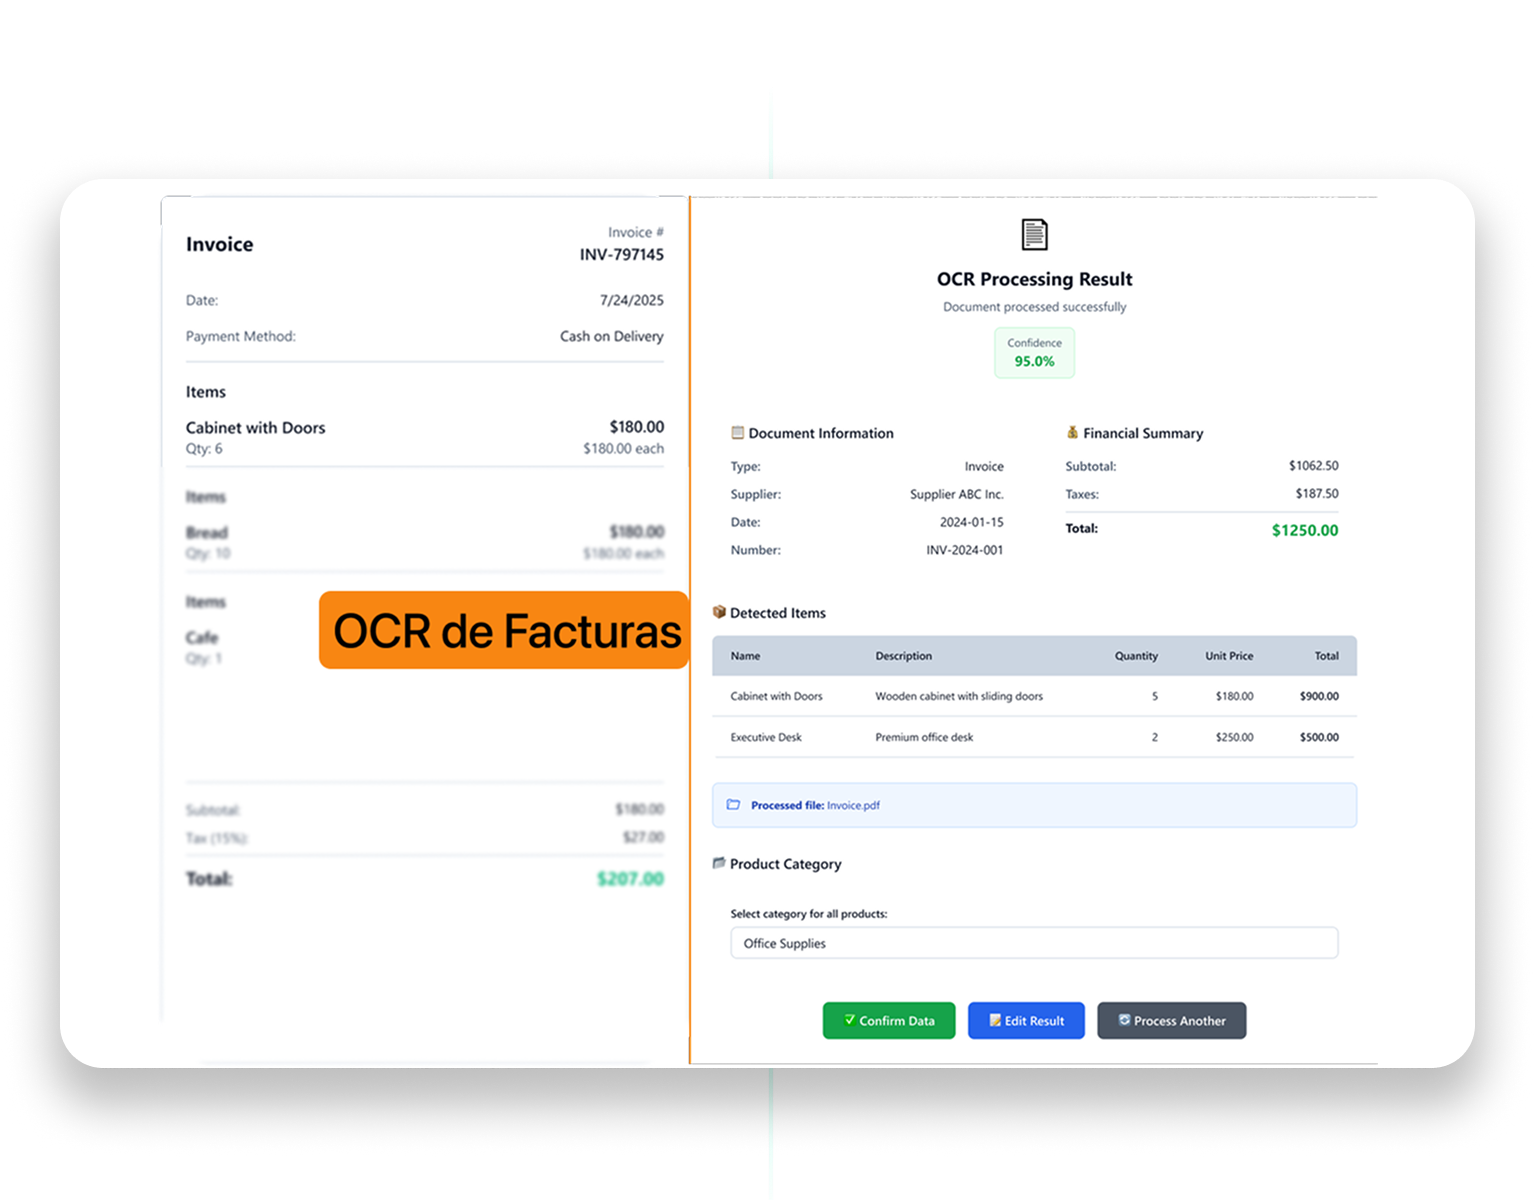 Invoice
Invoice #
INV-797145
Date: 7/24/2025
Payment Method: Cash on Delivery
Items
Cabinet with Doors $180.00
Qty: 6 $180.00 each
Items
Bread $180.00
Qty: 10 $180.00 each
Items
Cafe
Qty: 1
OCR de Facturas
Subtotal: $180.00
Tax (15%): $27.00
Total: $207.00
OCR Processing Result
Document processed successfully
Confidence
95.0%
Document Information
Type: Invoice
Supplier: Supplier ABC Inc.
Date: 2024-01-15
Number: INV-2024-001
Financial Summary
Subtotal: $1062.50
Taxes: $187.50
Total: $1250.00
Detected Items
Name Description Quantity Unit Price Total
Cabinet with Doors Wooden cabinet with sliding doors 5 $180.00 $900.00
Executive Desk Premium office desk 2 $250.00 $500.00
Processed file: Invoice.pdf
Product Category
Select category for all products:
Office Supplies
Confirm Data Edit Result Process Another